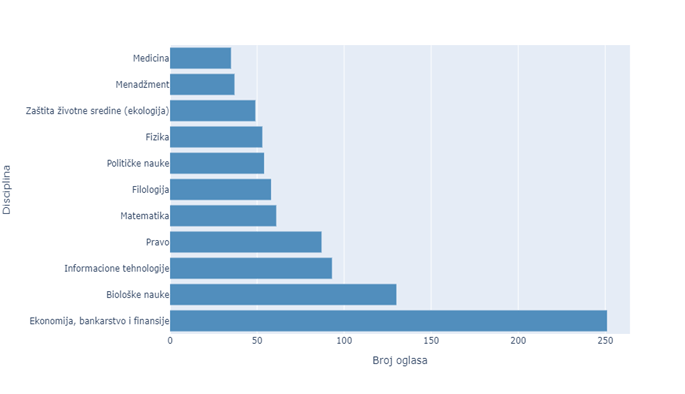 Medicina
Menadžment
Zaštita životne sredine (ekologija)
Fizika
Političke nauke
Filologija
Matematika
Pravo
Informacione tehnologije
Biološke nauke
Ekonomija, bankarstvo i finansije
Disciplina
0 50 100 150 200 250
Broj oglasa